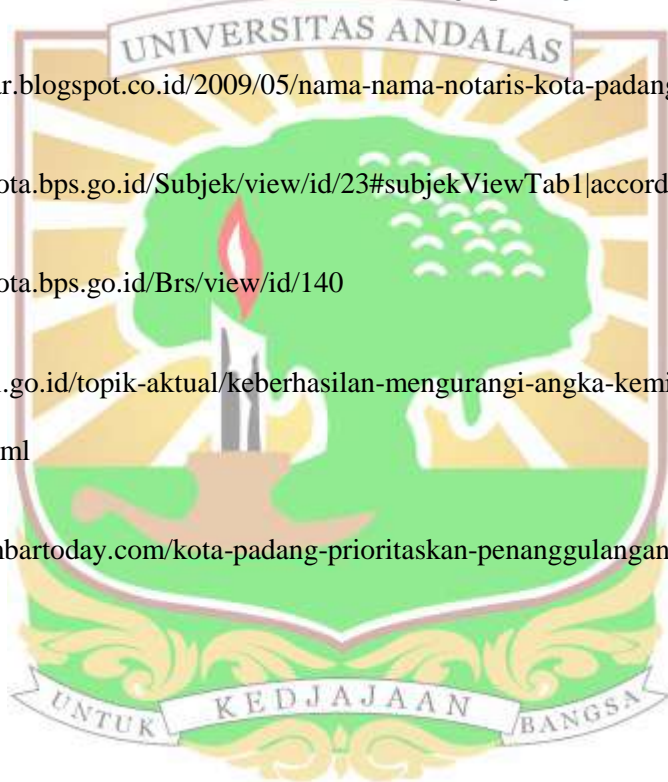 UNIVERSITAS ANDALAS
ar.blogspot.co.id/2009/05/nama-nama-notaris-kota-padang
ota.bps.go.id/Subjek/view/id/23#subjekViewTab1|accord
ota.bps.go.id/Brs/view/id/140
.go.id/topik-aktual/keberhasilan-mengurangi-angka-kemi
ml
nbartoday.com/kota-padang-prioritaskan-penanggulangan
UNTUK KEDJAJAAN BANGSA